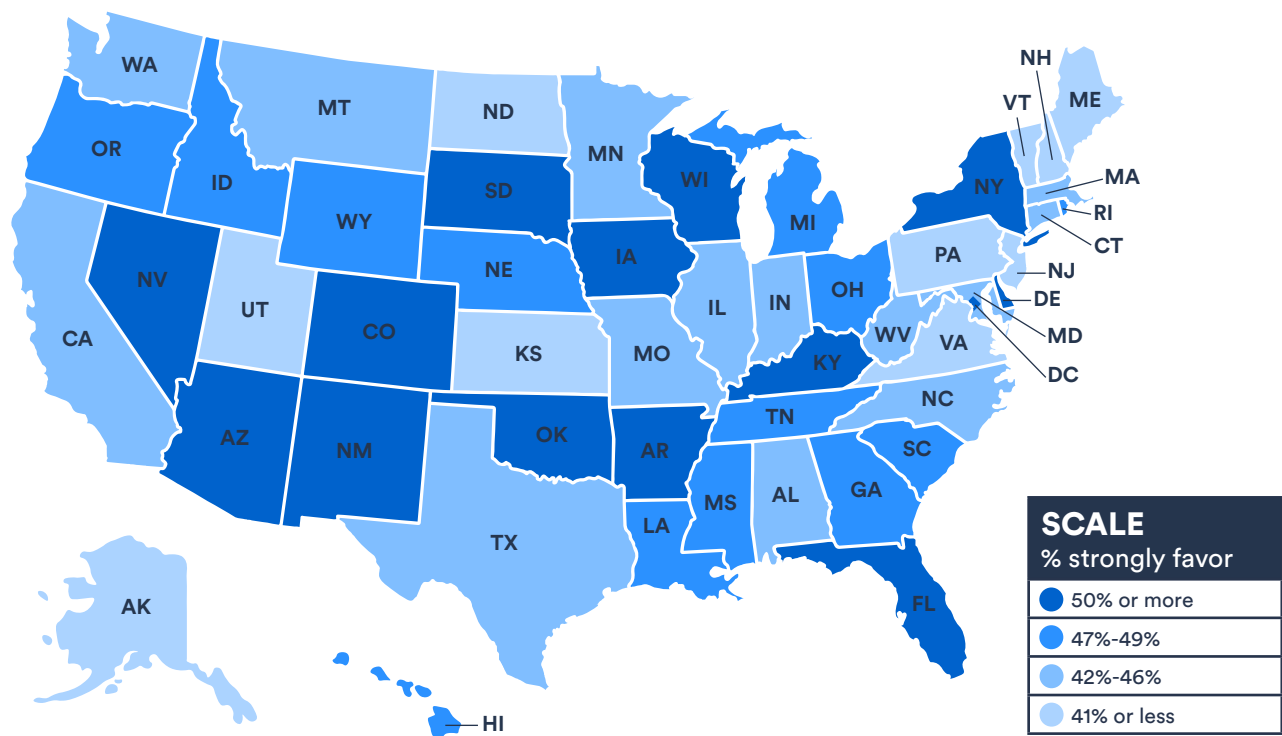 NH
WA
ME
VT
MT
ND
OR
MN
MA
ID
WI
SD
NY
RI
WY
MI
CT
PA
IA
NE
NJ
NV
OH
DE
UT
IL
IN
CO
WV
MD
CA
VA
KS
MO
KY
DC
NC
TN
AZ
OK
NM
AR
SC
GA
AL
MS
LA
TX
AK
FL
HI
SCALE
% strongly favor
50% or more
47%-49%
42%-46%
41% or less